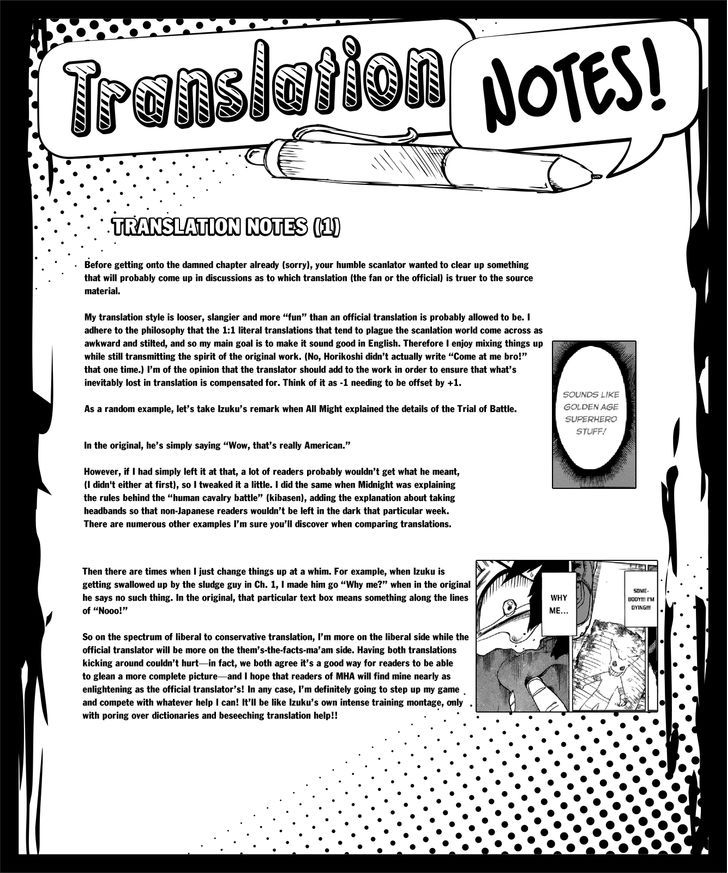 Translation
NOTES!
TRANSLATION NOTES (1)
Before getting onto the damned chapter already (sorry), your humble scanlator wanted to clear up something
that will probably come up in discussions as to which translation (the fan or the official) is truer to the source
material.
My translation style is looser, slangier and more “fun” than an official translation is probably allowed to be. I
adhere to the philosophy that the 1:1 literal translations that tend to plague the scanlation world come across as
awkward and stilted, and so my main goal is to make it sound good in English. Therefore I enjoy mixing things up
while still transmitting the spirit of the original work. (No, Horikoshi didn’t actually write “Come at me bro!”
that one time.) I’m of the opinion that the translator should add to the work in order to ensure that what’s
inevitably lost in translation is compensated for. Think of it as -1 needing to be offset by +1.
As a random example, let’s take Izuku’s remark when All Might explained the details of the Trial of Battle.
SOUNDS LIKE
GOLDEN AGE
SUPERHERO
STUFF!
In the original, he’s simply saying “Wow, that’s really American.”
However, if I had simply left it at that, a lot of readers probably wouldn’t get what he meant,
(I didn’t either at first), so I tweaked it a little. I did the same when Midnight was explaining
the rules behind the “human cavalry battle” (kibasen), adding the explanation about taking
headbands so that non-Japanese readers wouldn’t be left in the dark that particular week.
There are numerous other examples I’m sure you’ll discover when comparing translations.
Then there are times when I just change things up at a whim. For example, when Izuku is
getting swallowed up by the sludge guy in Ch. 1, I made him go “Why me?” when in the original
he says no such thing. In the original, that particular text box means something along the lines
of “Nooo!”
SOME-
BODY!!! I'M
DYING!!!
WHY
ME...
So on the spectrum of liberal to conservative translation, I’m more on the liberal side while the
official translator will be more on the them’s-the-facts-ma’am side. Having both translations
kicking around couldn’t hurt—in fact, we both agree it’s a good way for readers to be able
to glean a more complete picture—and I hope that readers of MHA will find mine nearly as
enlightening as the official translator’s! In any case, I’m definitely going to step up my game
and compete with whatever help I can! It’ll be like Izuku’s own intense training montage, only
with poring over dictionaries and beseeching translation help!!